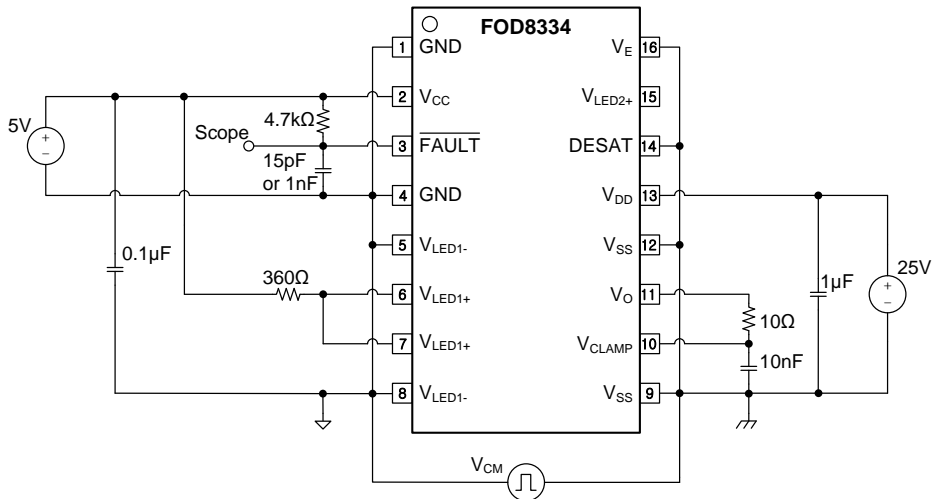 FOD8334
1 GND
V_E 16
5V
2 V_CC
V_LED2+ 15
4.7kΩ
Scope
3 FAULT
DESAT 14
15pF
or 1nF
4 GND
V_DD 13
0.1µF
5 V_LED1-
V_SS 12
1µF
25V
360Ω
6 V_LED1+
V_O 11
10Ω
7 V_LED1+
V_CLAMP 10
10nF
8 V_LED1-
V_SS 9
V_CM